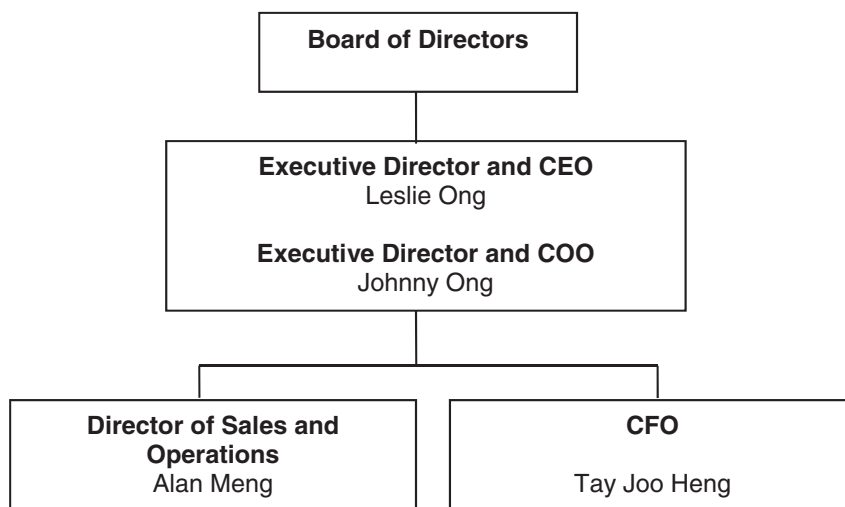 Board of Directors
Executive Director and CEO
Leslie Ong
Executive Director and COO
Johnny Ong
Director of Sales and
Operations
Alan Meng
CFO
Tay Joo Heng